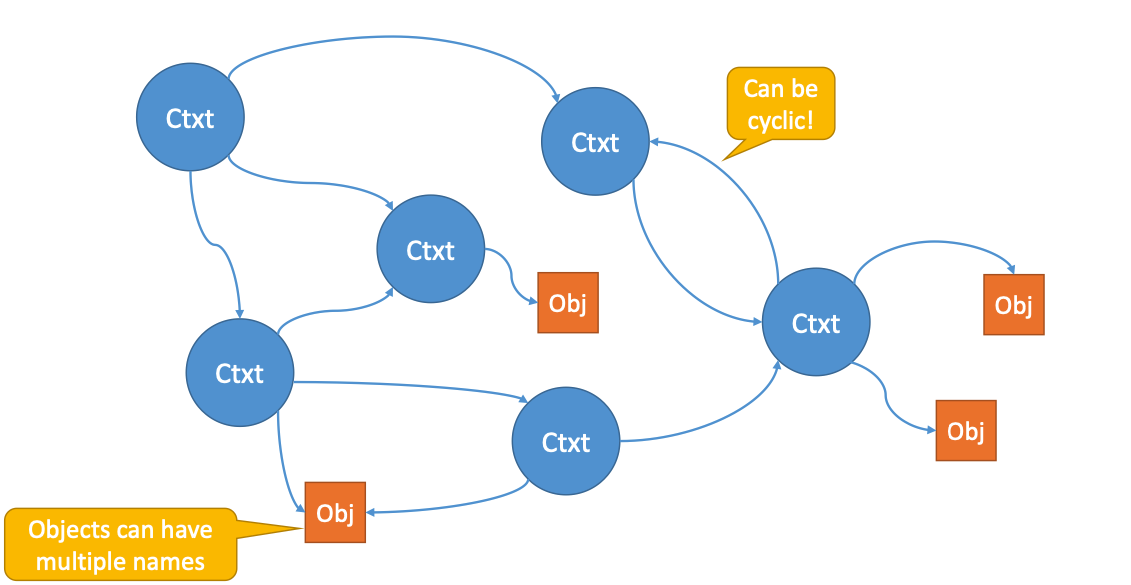 Ctxt
Ctxt
Can be
cyclic!
Ctxt
Obj
Ctxt
Obj
Ctxt
Ctxt
Obj
Obj
Objects can have
multiple names